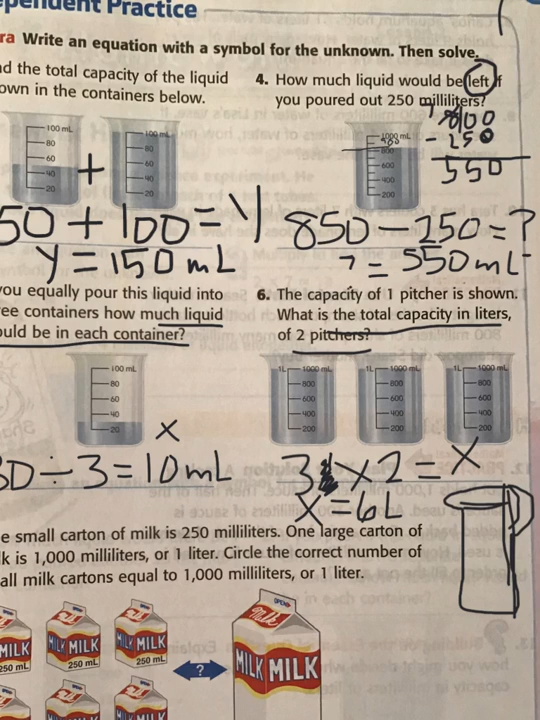 pendent Practice
ra Write an equation with a symbol for the unknown. Then solve.
nd the total capacity of the liquid
own in the containers below.
100 mL
80
60
40
20
+
100 mL
80
60
40
20
50 + 100 = Y
Y = 150 mL
4. How much liquid would be left if
you poured out 250 milliliters?
1000 mL
800
600
400
200
- 250
550
850 - 250 = ?
? = 550 mL
you equally pour this liquid into
ee containers how much liquid
ould be in each container?
100 mL
80
60
40
20
X
30 ÷ 3 = 10 mL
6. The capacity of 1 pitcher is shown.
What is the total capacity in liters,
of 2 pitchers?
1L 1000 mL
800
600
400
200
1L 1000 mL
800
600
400
200
1L 1000 mL
800
600
400
200
3 x 2 = X
X = 6L
e small carton of milk is 250 milliliters. One large carton of
lk is 1,000 milliliters, or 1 liter. Circle the correct number of
all milk cartons equal to 1,000 milliliters, or 1 liter.
MILK
250 mL
Milk
MILK MILK
250 mL
Milk
MILK MILK
250 mL
?
Milk
MILK MILK